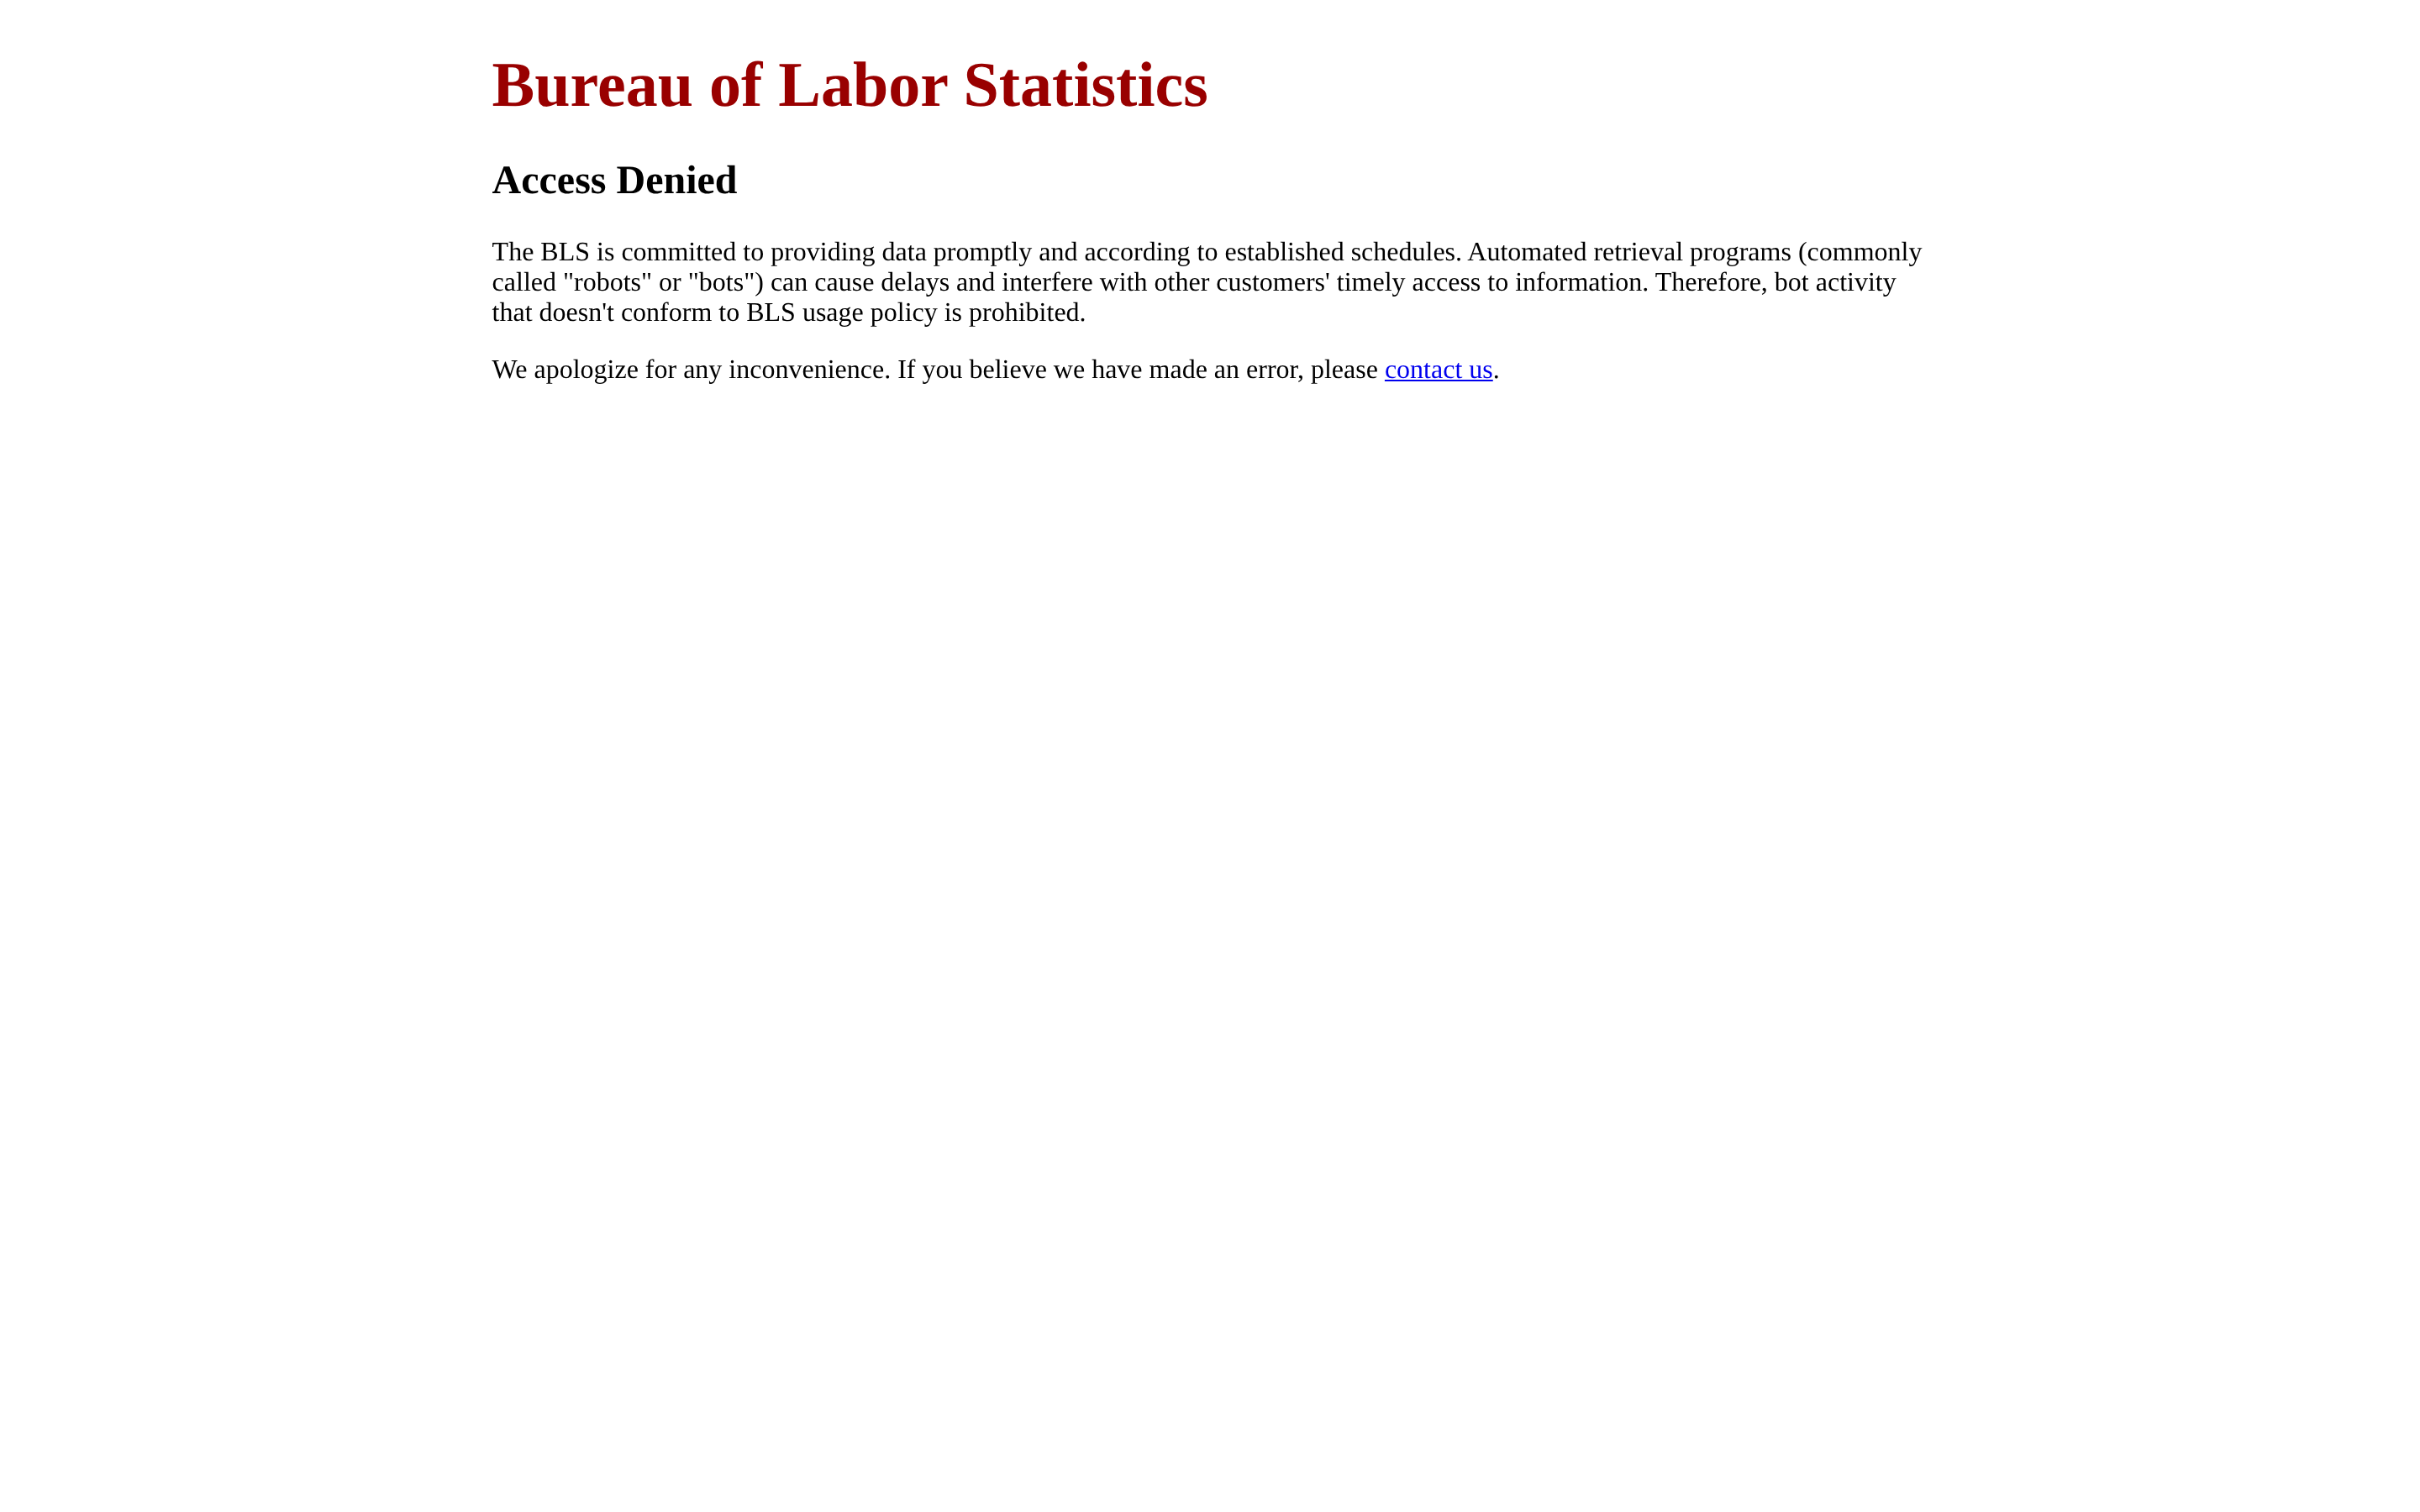 Bureau of Labor Statistics
Access Denied
The BLS is committed to providing data promptly and according to established schedules. Automated retrieval programs (commonly
called "robots" or "bots") can cause delays and interfere with other customers' timely access to information. Therefore, bot activity
that doesn't conform to BLS usage policy is prohibited.
We apologize for any inconvenience. If you believe we have made an error, please contact us.